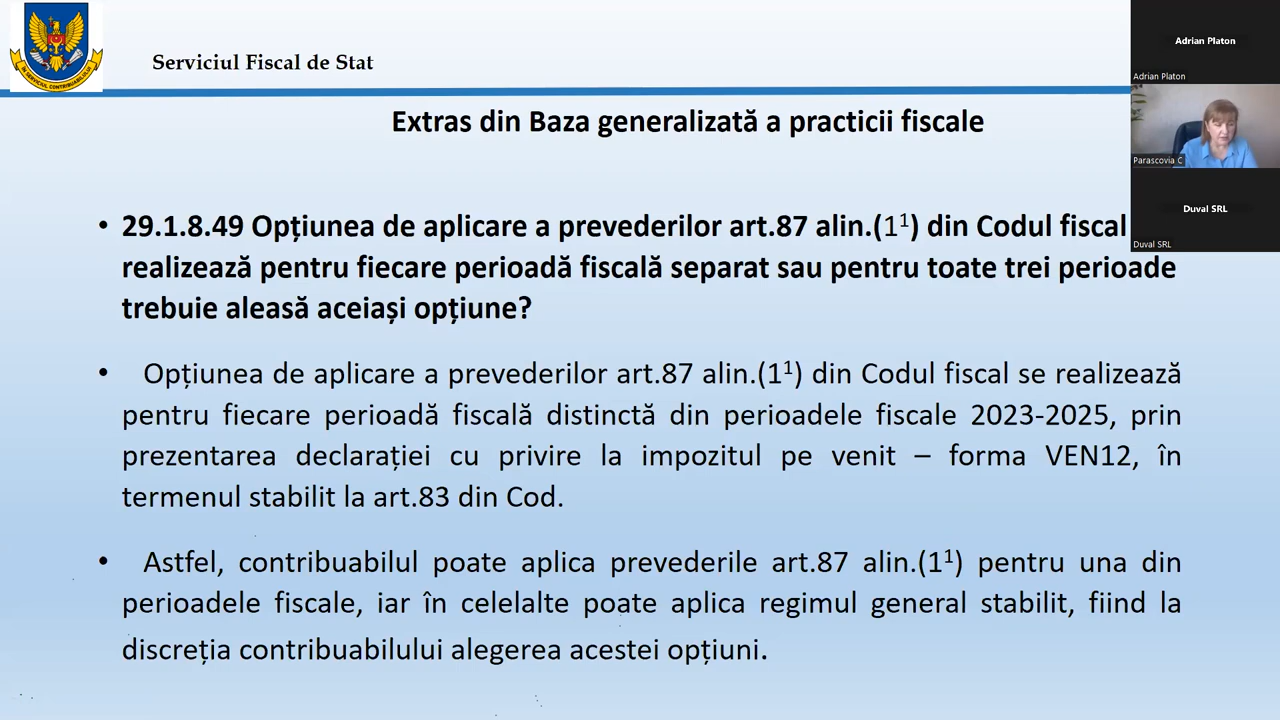 Serviciul Fiscal de Stat
Extras din Baza generalizată a practicii fiscale
• 29.1.8.49 Opțiunea de aplicare a prevederilor art.87 alin.(1¹) din Codul fiscal
realizează pentru fiecare perioadă fiscală separat sau pentru toate trei perioade
trebuie aleasă aceiași opțiune?
• Opțiunea de aplicare a prevederilor art.87 alin.(1¹) din Codul fiscal se realizează
pentru fiecare perioadă fiscală distinctă din perioadele fiscale 2023-2025, prin
prezentarea declarației cu privire la impozitul pe venit – forma VEN12, în
termenul stabilit la art.83 din Cod.
• Astfel, contribuabilul poate aplica prevederile art.87 alin.(1¹) pentru una din
perioadele fiscale, iar în celelalte poate aplica regimul general stabilit, fiind la
discreția contribuabilului alegerea acestei opțiuni.
Adrian Platon
Adrian Platon
Parascovia C
Duval SRL
Duval SRL